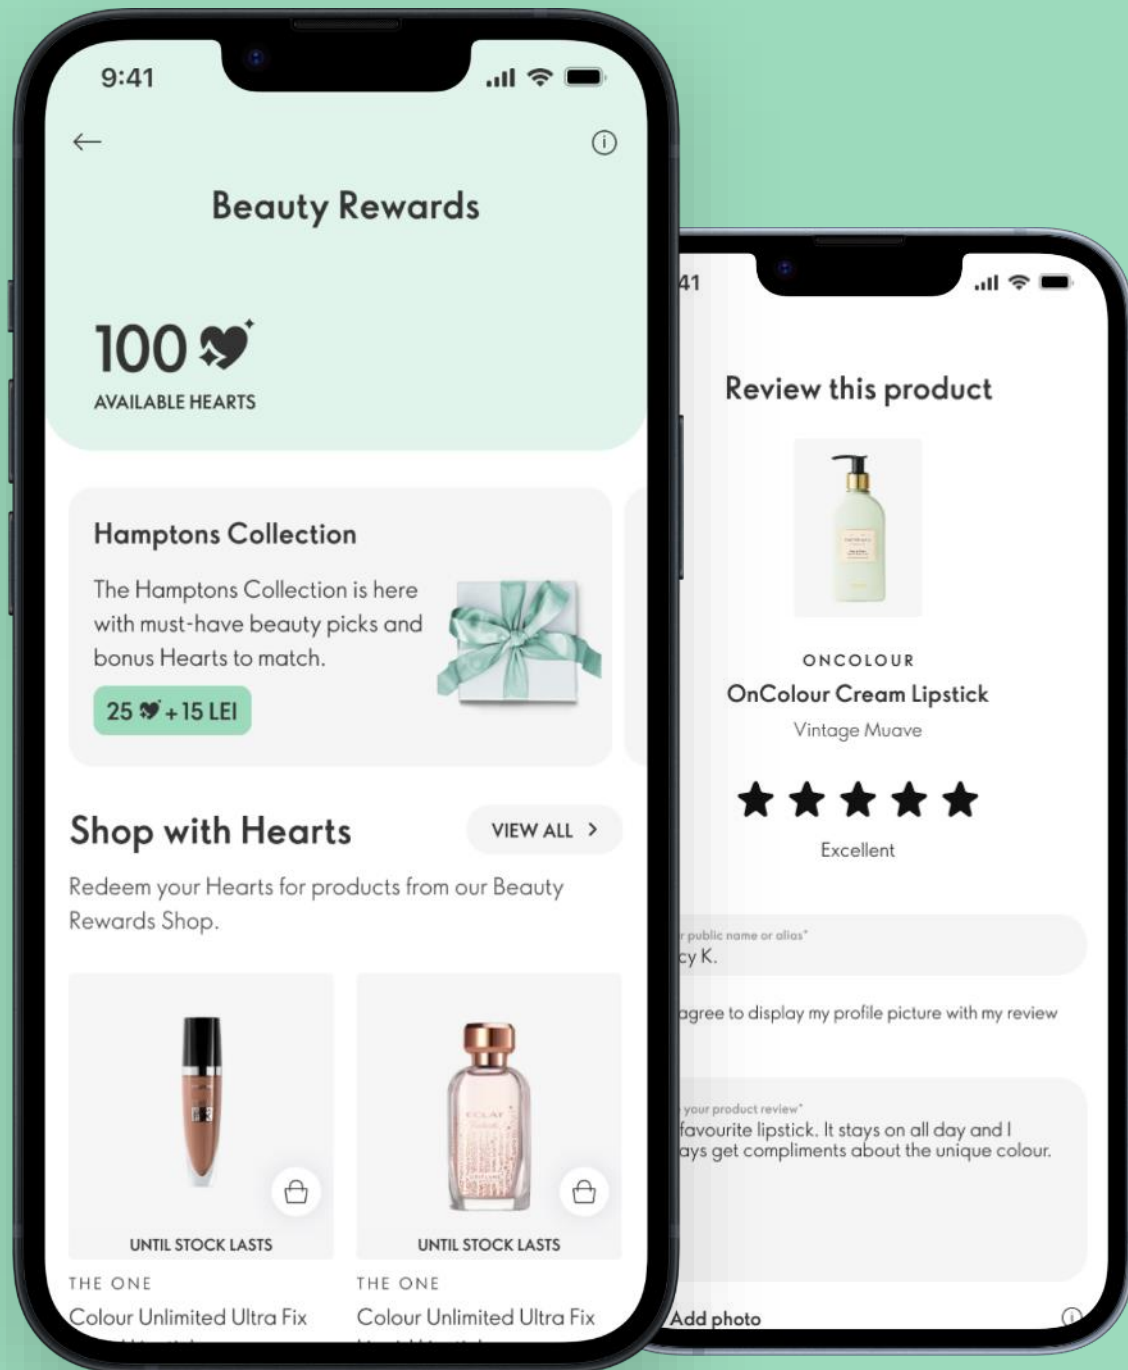 9:41
Beauty Rewards
100
AVAILABLE HEARTS
Hamptons Collection
The Hamptons Collection is here
with must-have beauty picks and
bonus Hearts to match.
25 + 15 LEI
Shop with Hearts
VIEW ALL >
Redeem your Hearts for products from our Beauty
Rewards Shop.
ECLAT
UNTIL STOCK LASTS
UNTIL STOCK LASTS
THE ONE
Colour Unlimited Ultra Fix
THE ONE
Colour Unlimited Ultra Fix
41
Review this product
ONCOLOUR
OnColour Cream Lipstick
Vintage Muave
Excellent
r public name or alias*
cy K.
agree to display my profile picture with my review
your product review*
favourite lipstick. It stays on all day and I
ays get compliments about the unique colour.
Add photo